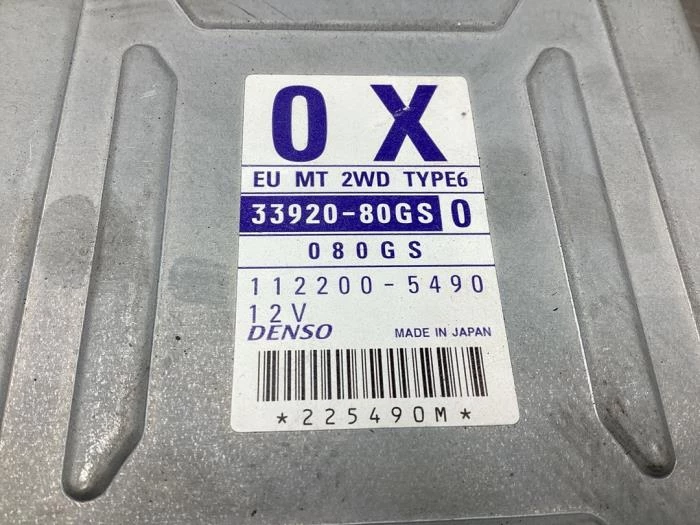 0 X
EU MT 2WD TYPE6
33920-80GS 0
080GS
112200-5490
12V
DENSO MADE IN JAPAN
*225490M*